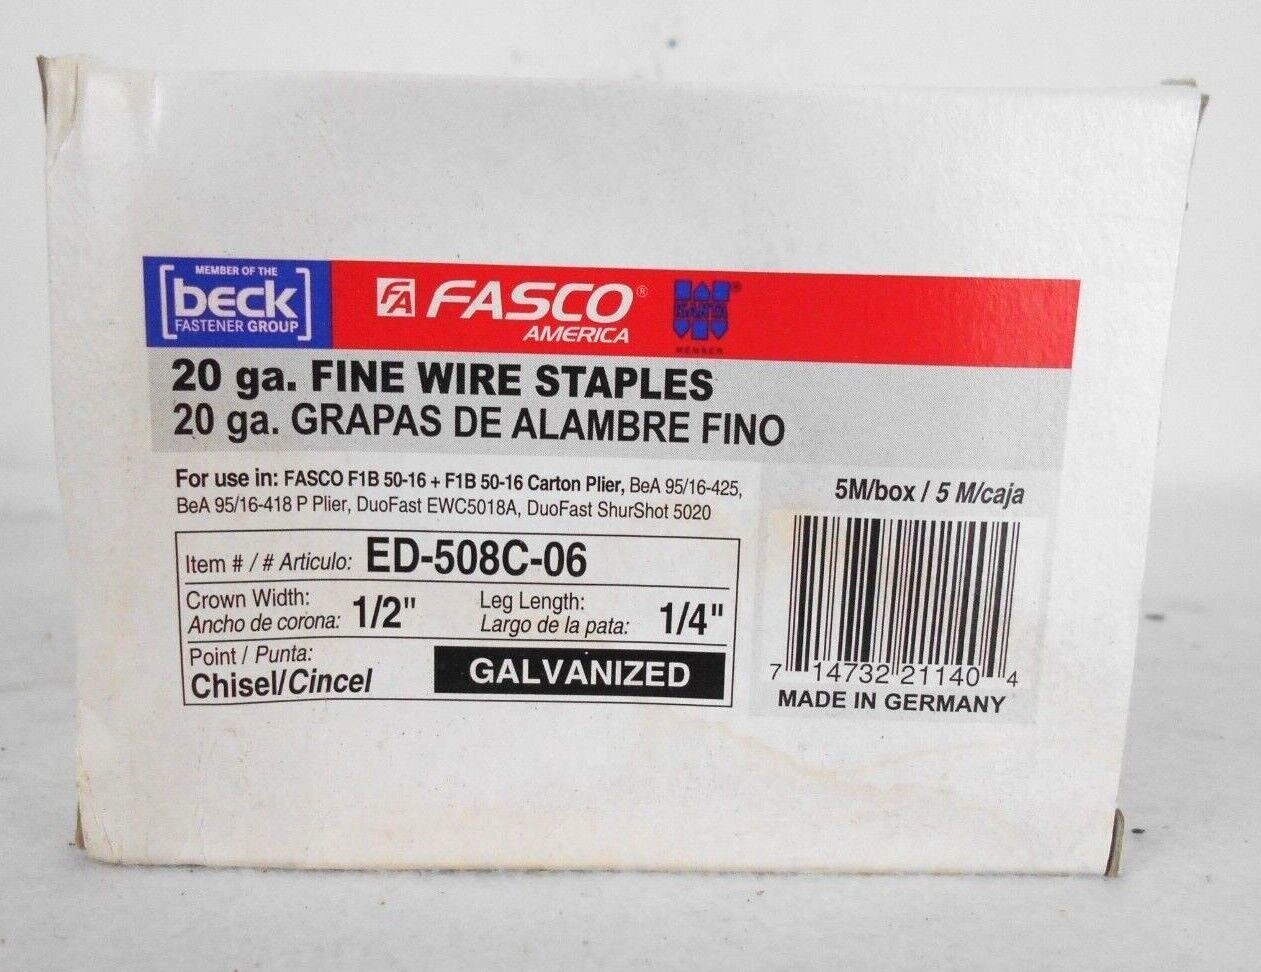 MEMBER OF THE
beck
FASTENER GROUP
FA FASCO®
AMERICA
®
MEMBER
20 ga. FINE WIRE STAPLES
20 ga. GRAPAS DE ALAMBRE FINO
For use in: FASCO F1B 50-16 + F1B 50-16 Carton Plier, BeA 95/16-425,
BeA 95/16-418 P Plier, DuoFast EWC5018A, DuoFast ShurShot 5020
Item # / # Articulo: ED-508C-06
Crown Width: 1/2" Leg Length: 1/4"
Ancho de corona: Largo de la pata:
Point / Punta:
Chisel/Cincel
GALVANIZED
5M/box / 5 M/caja
7 14732 21140 4
MADE IN GERMANY